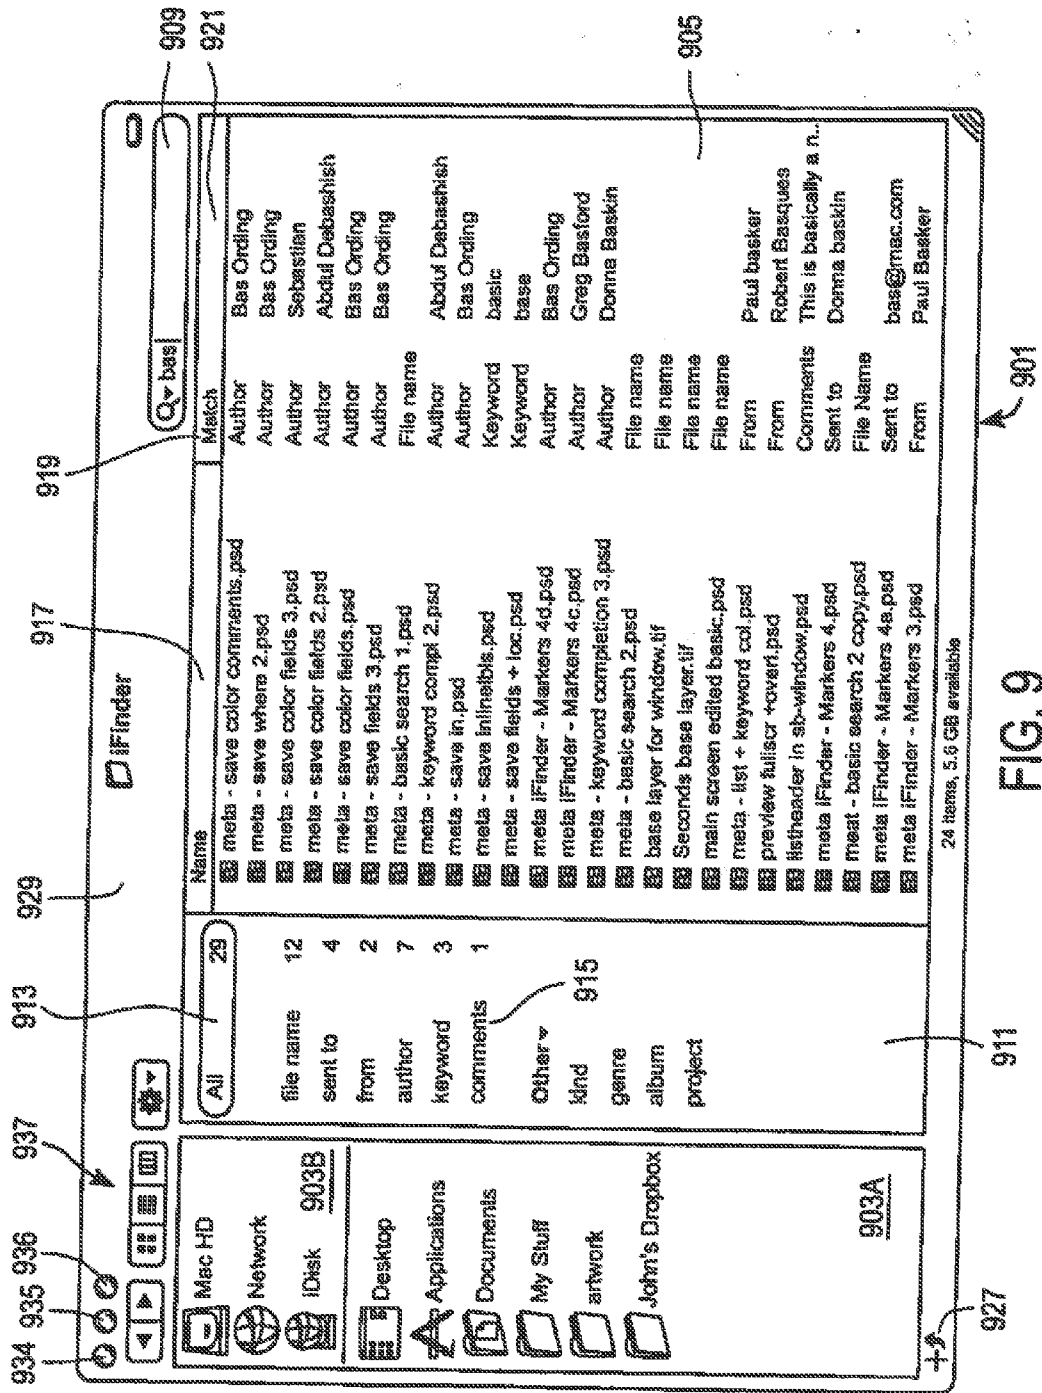 934 935 936 937 913 929 917 919 909
921
iFinder
bas
Mac HD
Network
iDisk
903B
Desktop
Applications
Documents
My Stuff
artwork
John's Dropbox
903A
All 29
file name 12
sent to 4
from 2
author 7
keyword 3
comments 1
915
Other
kind
genre
album
project
Name Match
meta - save color comments.psd Author Bas Ording
meta - save where 2.psd Author Bas Ording
meta - save color fields 3.psd Author Sebastian
meta - save color fields 2.psd Author Abdul Debashish
meta - save color fields.psd Author Bas Ording
meta - save fields 3.psd Author Bas Ording
meta - basic search 1.psd File name
meta - keyword compl 2.psd Author Abdul Debashish
meta - save in.psd Author Bas Ording
meta - save Keyword basic
meta - save fields + loc.psd Keyword base
meta iFinder - Markers 4d.psd Author Bas Ording
meta iFinder - Markers 4c.psd Author Greg Basford
meta - keyword completion 3.psd Author Donna Baskin
meta - basic search 2.psd File name
base layer for window.tif File name
Seconds base layer.tif File name
main screen edited basic.psd File name
meta - list + keyword col.psd From Paul basker
preview fullscr +overl.psd From Robert Basques
listheader in sb-window.psd Comments This is basically a n..
meta iFinder - Markers 4.psd Sent to Donna baskin
meat - basic search 2 copy.psd File Name
meta iFinder - Markers 4a.psd Sent to bas@mac.com
meta iFinder - Markers 3.psd From Paul Basker
905
24 items, 5.6 GB available
927 911 901
FIG. 9